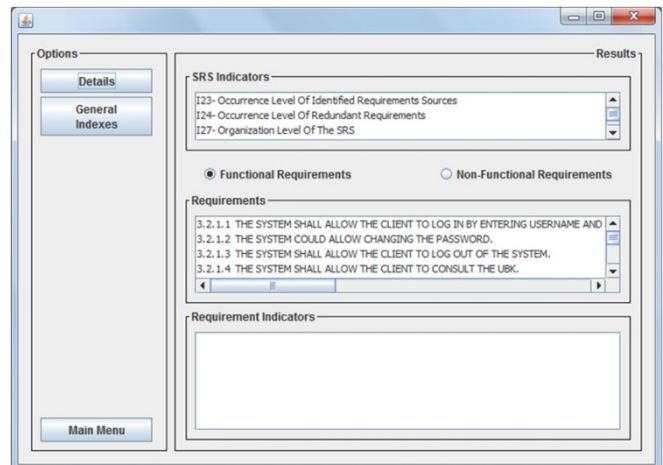 Options
Details
General
Indexes
Main Menu
Results
SRS Indicators
I23- Occurrence Level Of Identified Requirements Sources
I24- Occurrence Level Of Redundant Requirements
I27- Organization Level Of The SRS
Functional Requirements
Non-Functional Requirements
Requirements
3.2.1.1 THE SYSTEM SHALL ALLOW THE CLIENT TO LOG IN BY ENTERING USERNAME AND
3.2.1.2 THE SYSTEM COULD ALLOW CHANGING THE PASSWORD.
3.2.1.3 THE SYSTEM SHALL ALLOW THE CLIENT TO LOG OUT OF THE SYSTEM.
3.2.1.4 THE SYSTEM SHALL ALLOW THE CLIENT TO CONSULT THE UBK.
Requirement Indicators